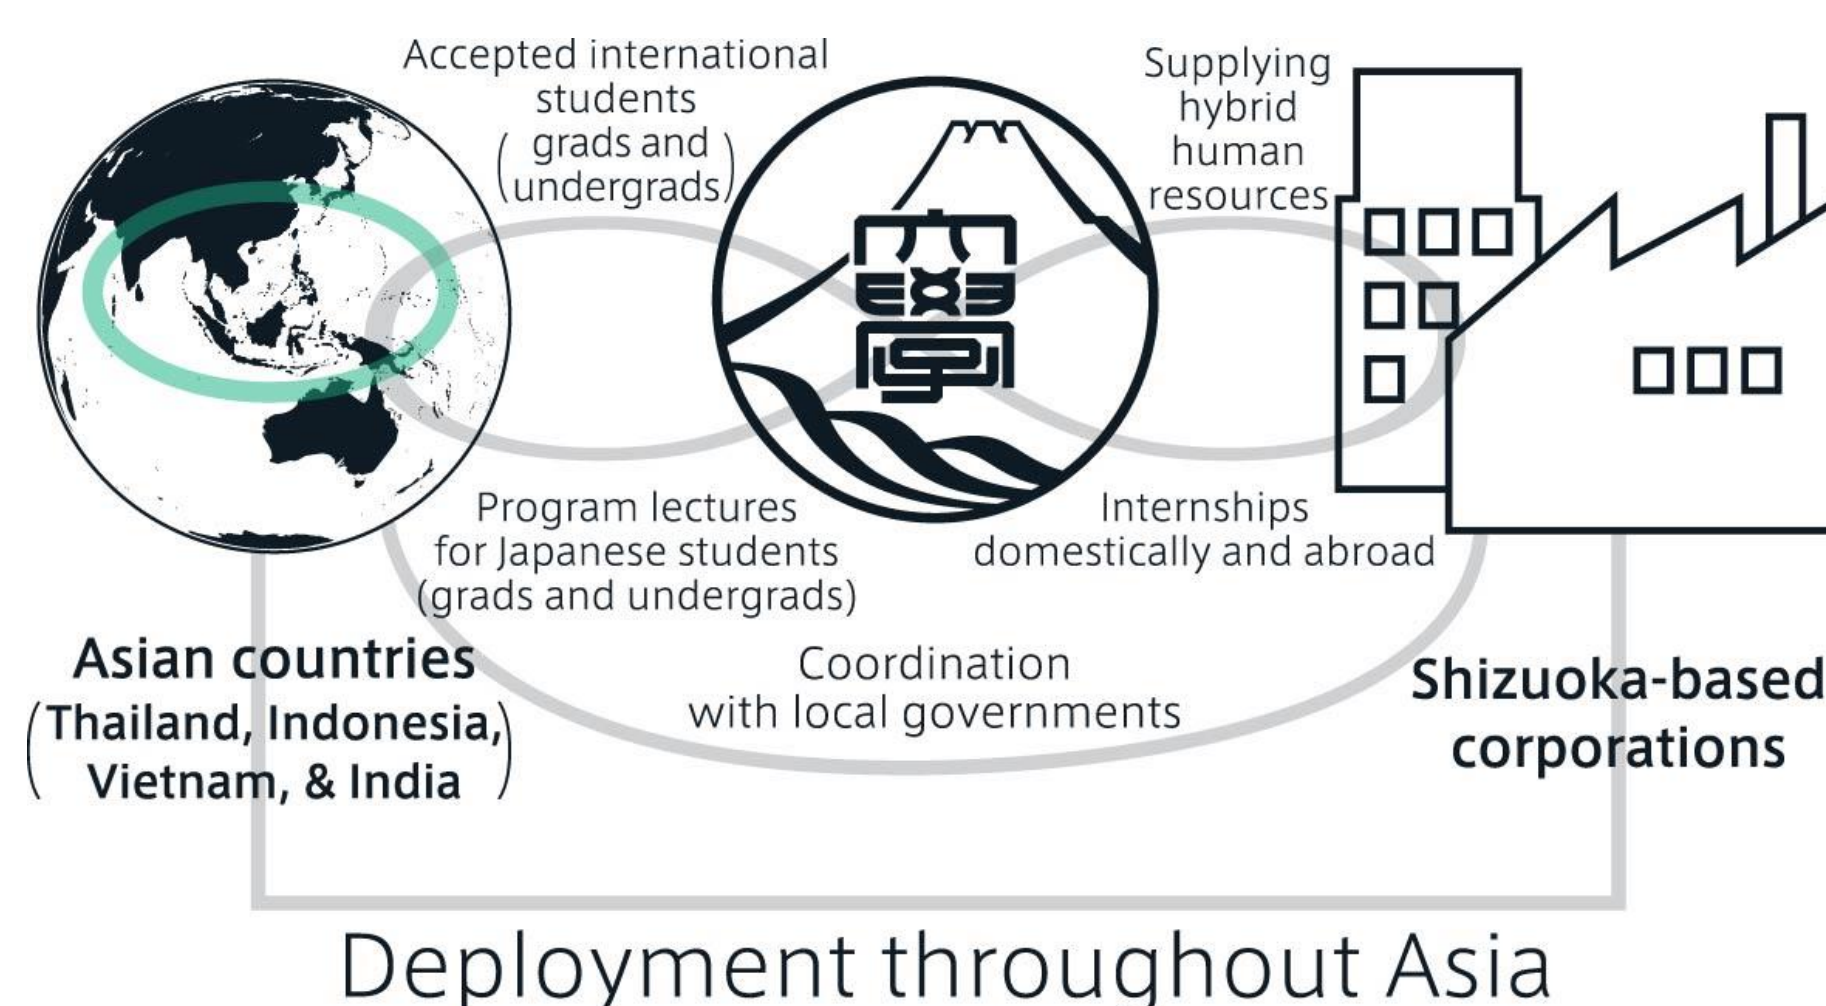 Accepted international
students
( grads and
undergrads)
Supplying
hybrid
human
resources
大學
Program lectures
for Japanese students
(grads and undergrads)
Internships
domestically and abroad
Coordination
with local governments
Asian countries
(Thailand, Indonesia,
Vietnam, & India)
Shizuoka-based
corporations
Deployment throughout Asia